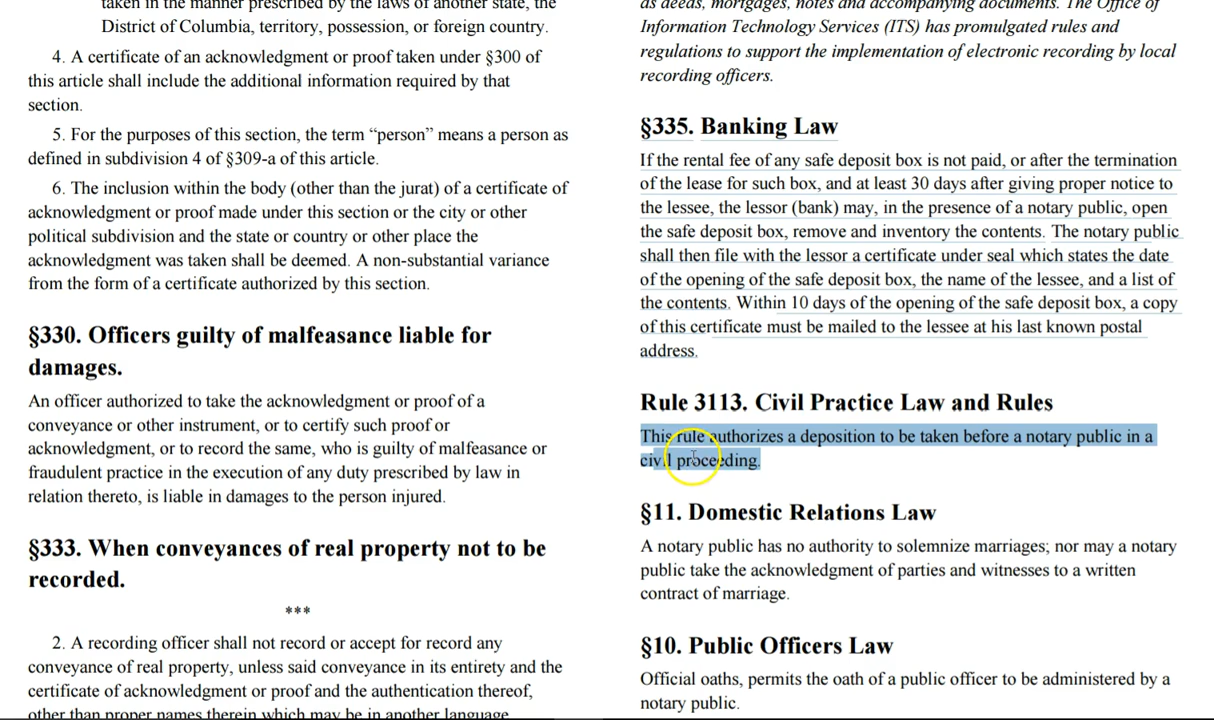 taken in the manner prescribed by the laws of another state, the
District of Columbia, territory, possession, or foreign country.
4. A certificate of an acknowledgment or proof taken under §300 of
this article shall include the additional information required by that
section.
5. For the purposes of this section, the term “person” means a person as
defined in subdivision 4 of §309-a of this article.
6. The inclusion within the body (other than the jurat) of a certificate of
acknowledgment or proof made under this section or the city or other
political subdivision and the state or country or other place the
acknowledgment was taken shall be deemed. A non-substantial variance
from the form of a certificate authorized by this section.
§330. Officers guilty of malfeasance liable for
damages.
An officer authorized to take the acknowledgment or proof of a
conveyance or other instrument, or to certify such proof or
acknowledgment, or to record the same, who is guilty of malfeasance or
fraudulent practice in the execution of any duty prescribed by law in
relation thereto, is liable in damages to the person injured.
§333. When conveyances of real property not to be
recorded.
***
2. A recording officer shall not record or accept for record any
conveyance of real property, unless said conveyance in its entirety and the
certificate of acknowledgment or proof and the authentication thereof,
other than proper names therein which may be in another language
as deeds, mortgages, notes and accompanying documents. The Office of
Information Technology Services (ITS) has promulgated rules and
regulations to support the implementation of electronic recording by local
recording officers.
§335. Banking Law
If the rental fee of any safe deposit box is not paid, or after the termination
of the lease for such box, and at least 30 days after giving proper notice to
the lessee, the lessor (bank) may, in the presence of a notary public, open
the safe deposit box, remove and inventory the contents. The notary public
shall then file with the lessor a certificate under seal which states the date
of the opening of the safe deposit box, the name of the lessee, and a list of
the contents. Within 10 days of the opening of the safe deposit box, a copy
of this certificate must be mailed to the lessee at his last known postal
address.
Rule 3113. Civil Practice Law and Rules
This rule authorizes a deposition to be taken before a notary public in a
civil proceeding.
§11. Domestic Relations Law
A notary public has no authority to solemnize marriages; nor may a notary
public take the acknowledgment of parties and witnesses to a written
contract of marriage.
§10. Public Officers Law
Official oaths, permits the oath of a public officer to be administered by a
notary public.